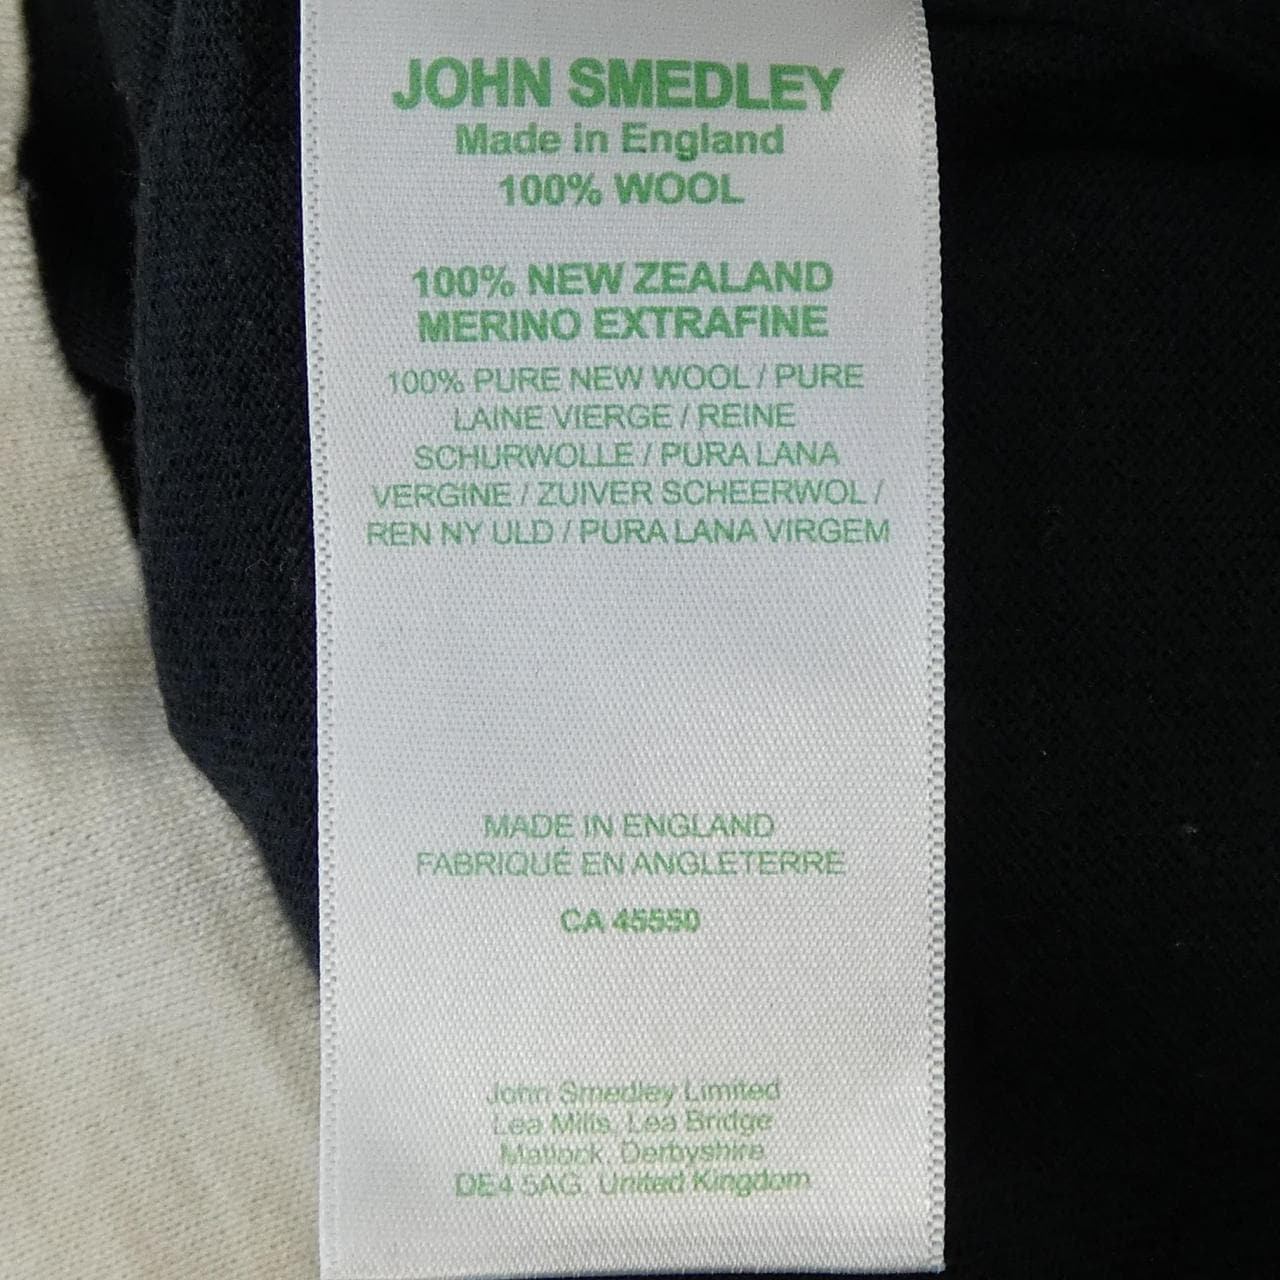 JOHN SMEDLEY
Made in England
100% WOOL
100% NEW ZEALAND
MERINO EXTRAFINE
100% PURE NEW WOOL / PURE
LAINE VIERGE / REINE
SCHURWOLLE / PURA LANA
VERGINE / ZUIVER SCHEERWOL /
REN NY ULD / PURA LANA VIRGEM
MADE IN ENGLAND
FABRIQUÉ EN ANGLETERRE
CA 45550
John Smedley Limited
Lea Mills, Lea Bridge
Matlock, Derbyshire
DE4 5AG, United Kingdom